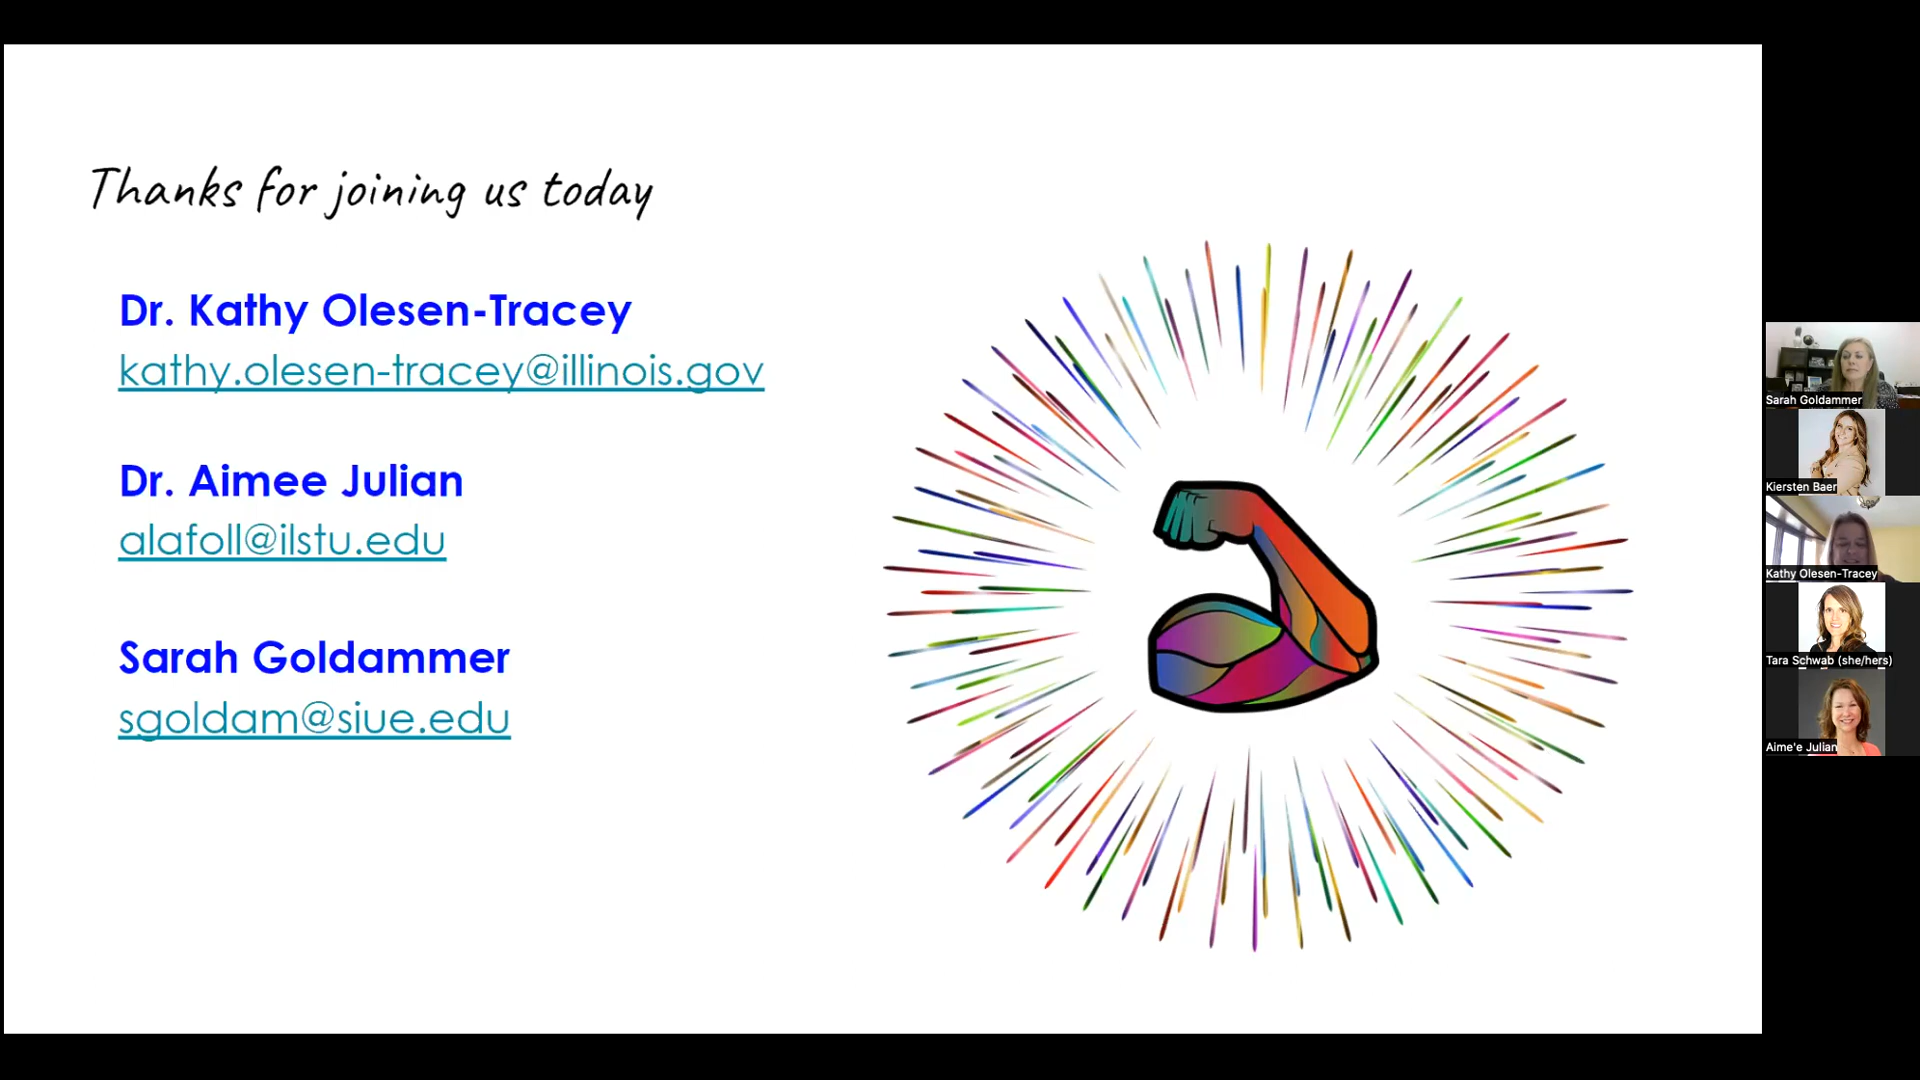 Thanks for joining us today
Dr. Kathy Olesen-Tracey
kathy.olesen-tracey@illinois.gov
Dr. Aimee Julian
alafoll@ilstu.edu
Sarah Goldammer
sgoldam@siue.edu
Sarah Goldammer
Kiersten Baer
Kathy Olesen-Tracey
Tara Schwab (she/hers)
Aime'e Julian